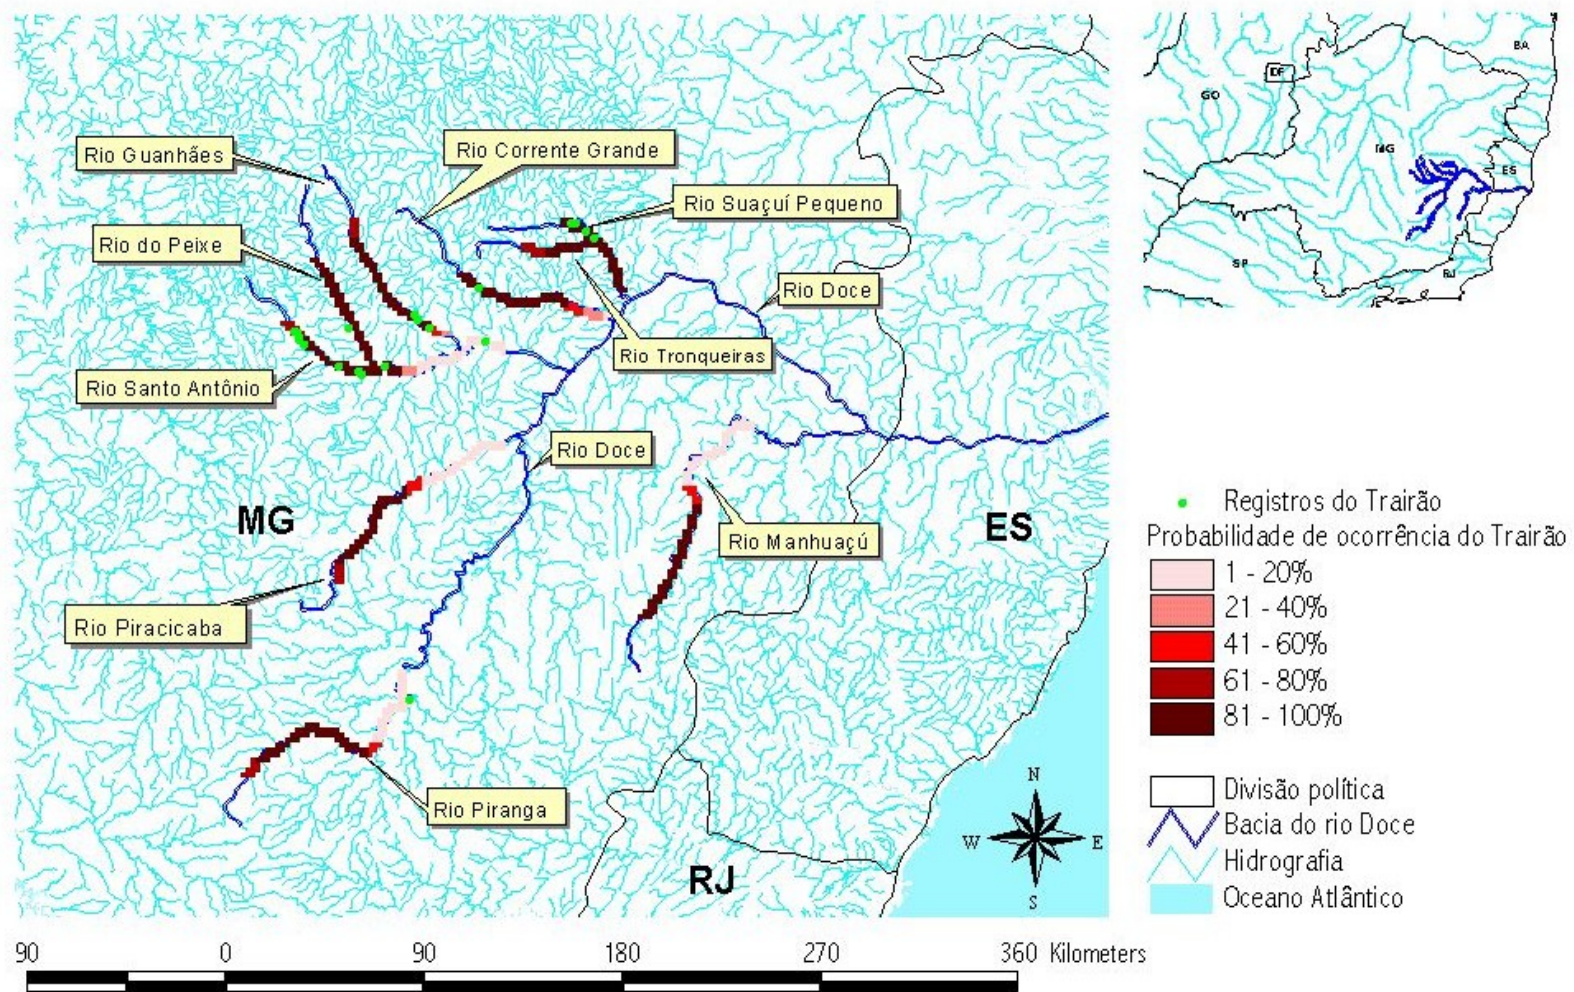 Rio Guanhães
Rio Corrente Grande
Rio Suaçuí Pequeno
Rio do Peixe
Rio Doce
Rio Tronqueiras
Rio Santo Antônio
Rio Doce
MG
ES
Rio Manhuaçú
Rio Piracicaba
Rio Piranga
RJ
N
W E
S
BA
DF
GO
MG
ES
SP
RJ
Registros do Trairão
Probabilidade de ocorrência do Trairão
1 - 20%
21 - 40%
41 - 60%
61 - 80%
81 - 100%
Divisão política
Bacia do rio Doce
Hidrografia
Oceano Atlântico
90 0 90 180 270 360 Kilometers